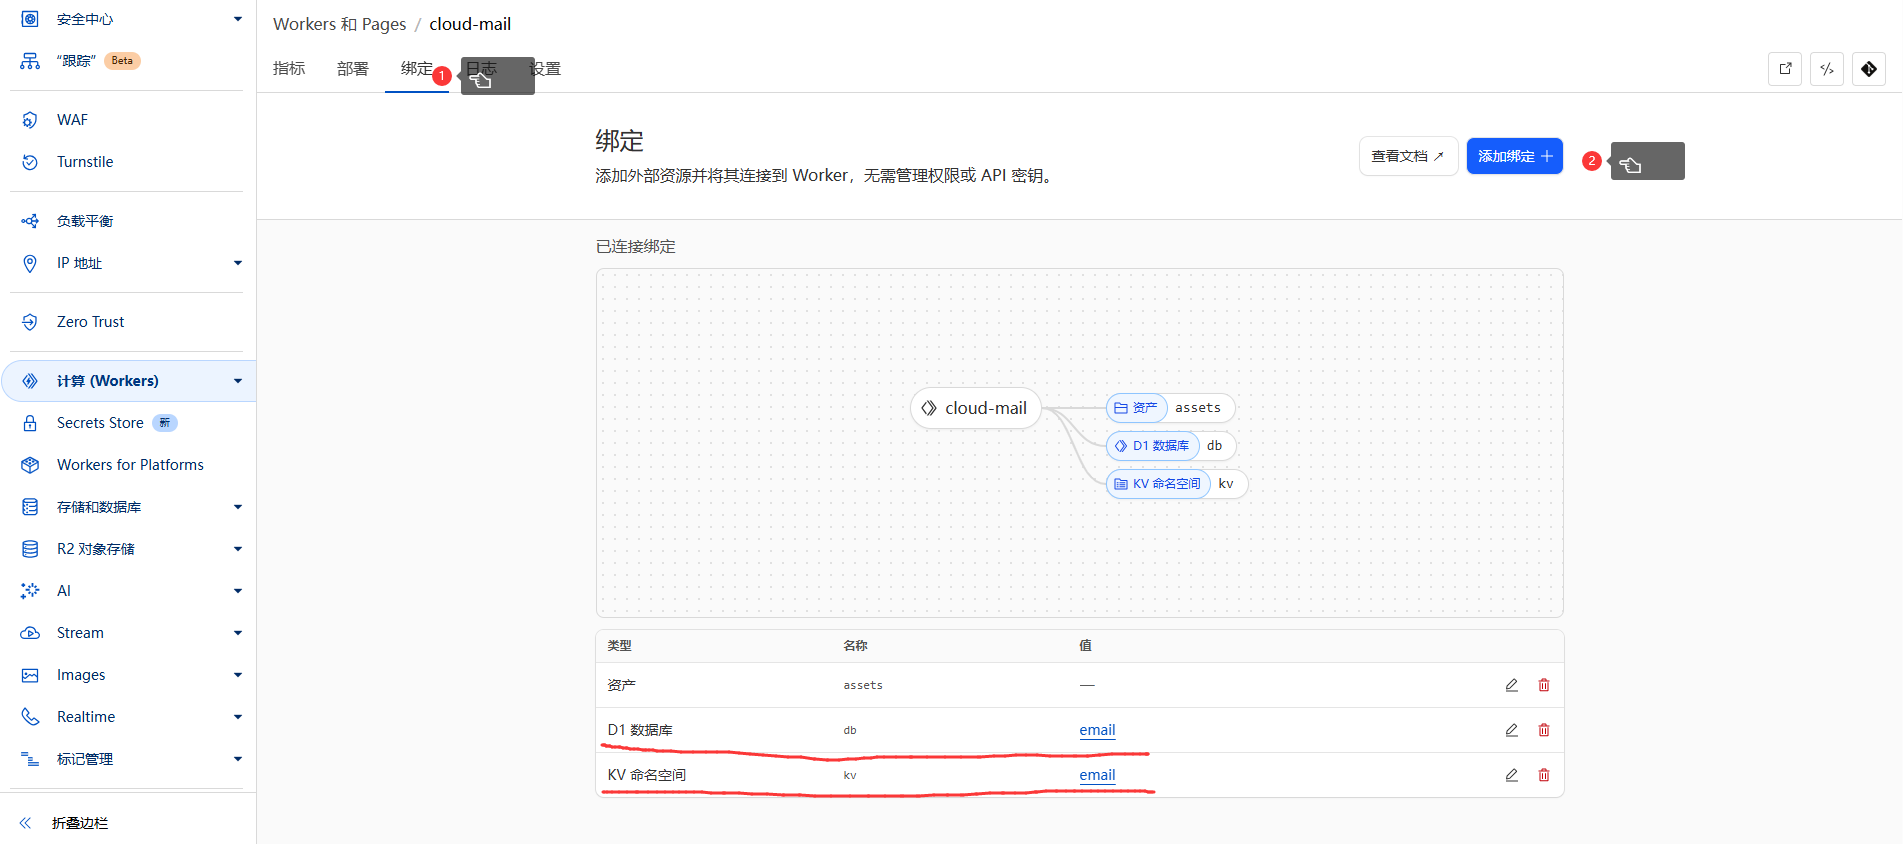 安全中心
“跟踪” Beta
WAF
Turnstile
负载平衡
IP 地址
Zero Trust
计算 (Workers)
Secrets Store 新
Workers for Platforms
存储和数据库
R2 对象存储
AI
Stream
Images
Realtime
标记管理
折叠边栏
Workers 和 Pages / cloud-mail
指标 部署 绑定 1 日志 设置
绑定
添加外部资源并将其连接到 Worker，无需管理权限或 API 密钥。
查看文档 添加绑定 2
已连接绑定
cloud-mail
资产 assets
D1 数据库 db
KV 命名空间 kv
类型 名称 值
资产 assets —
D1 数据库 db email
KV 命名空间 kv email